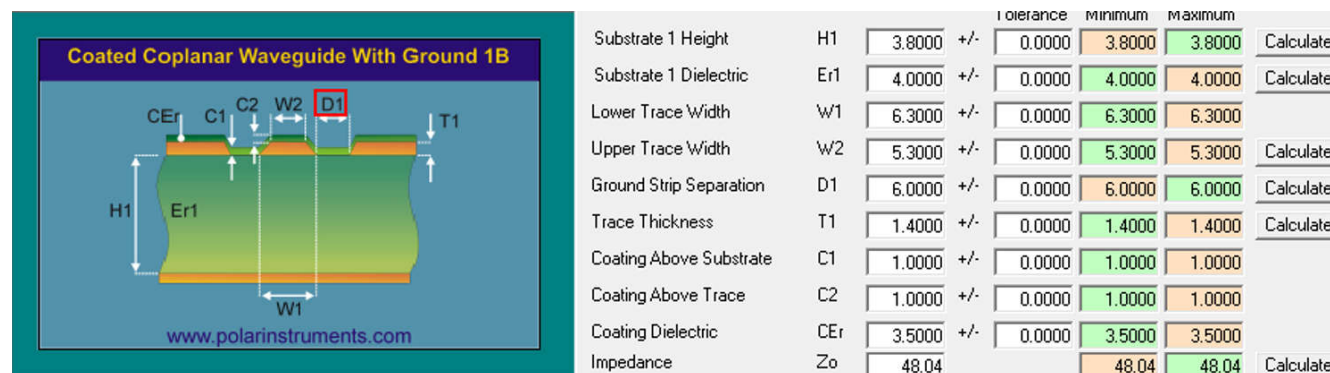 Tolerance Minimum Maximum
Coated Coplanar Waveguide With Ground 1B
CEr C1 C2 W2 D1 T1
H1 Er1
W1
www.polarinstruments.com
Substrate 1 Height H1 3.8000 +/- 0.0000 3.8000 3.8000 Calculate
Substrate 1 Dielectric Er1 4.0000 +/- 0.0000 4.0000 4.0000 Calculate
Lower Trace Width W1 6.3000 +/- 0.0000 6.3000 6.3000
Upper Trace Width W2 5.3000 +/- 0.0000 5.3000 5.3000 Calculate
Ground Strip Separation D1 6.0000 +/- 0.0000 6.0000 6.0000 Calculate
Trace Thickness T1 1.4000 +/- 0.0000 1.4000 1.4000 Calculate
Coating Above Substrate C1 1.0000 +/- 0.0000 1.0000 1.0000
Coating Above Trace C2 1.0000 +/- 0.0000 1.0000 1.0000
Coating Dielectric CEr 3.5000 +/- 0.0000 3.5000 3.5000
Impedance Zo 48.04 48.04 48.04 Calculate